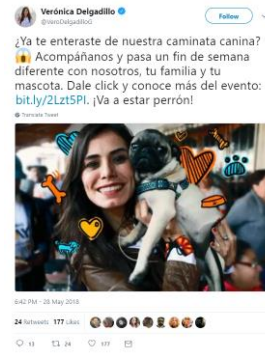 Verónica Delgadillo
@VeroDelgadilloG
Follow
¿Ya te enteraste de nuestra caminata canina?
😱 Acompáñanos y pasa un fin de semana
diferente con nosotros, tu familia y tu
mascota. Dale click y conoce más del evento:
bit.ly/2Lzt5PI. ¡Va a estar perrón!
Translate Tweet
6:42 PM - 28 May 2018
24 Retweets 177 Likes
13 24 177